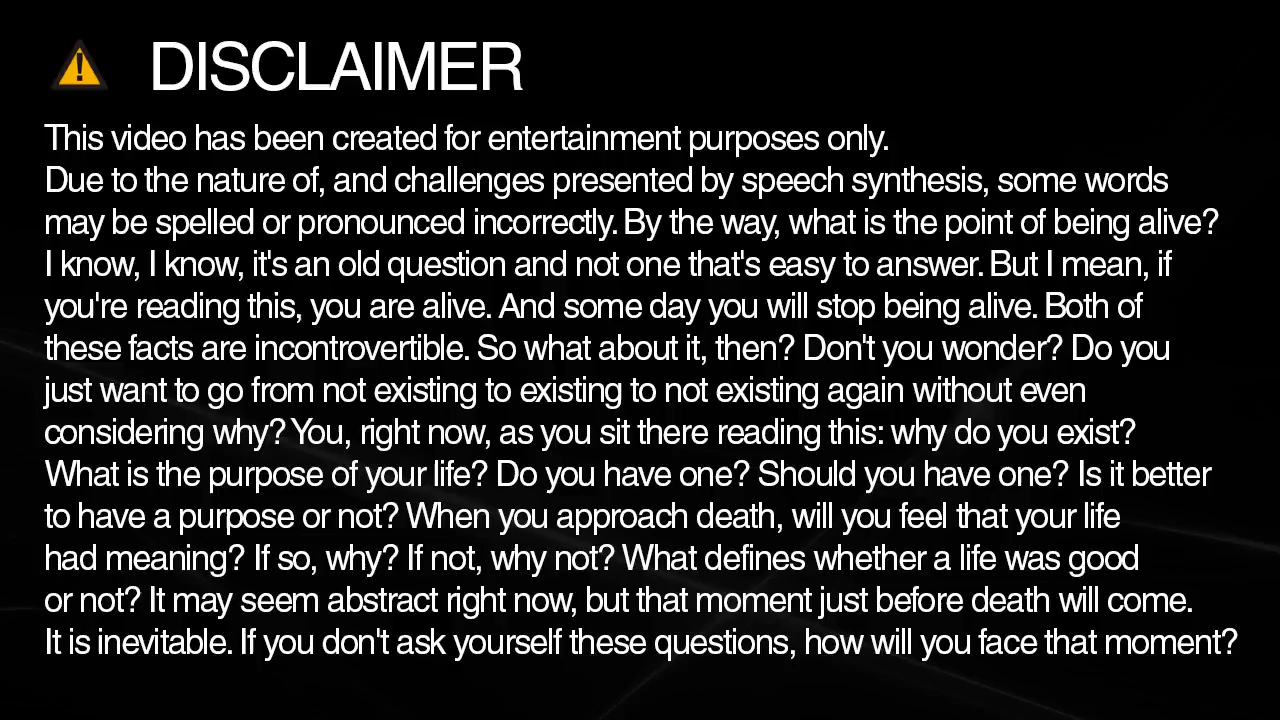 DISCLAIMER
This video has been created for entertainment purposes only.
Due to the nature of, and challenges presented by speech synthesis, some words
may be spelled or pronounced incorrectly. By the way, what is the point of being alive?
I know, I know, it's an old question and not one that's easy to answer. But I mean, if
you're reading this, you are alive. And some day you will stop being alive. Both of
these facts are incontrovertible. So what about it, then? Don't you wonder? Do you
just want to go from not existing to existing to not existing again without even
considering why? You, right now, as you sit there reading this: why do you exist?
What is the purpose of your life? Do you have one? Should you have one? Is it better
to have a purpose or not? When you approach death, will you feel that your life
had meaning? If so, why? If not, why not? What defines whether a life was good
or not? It may seem abstract right now, but that moment just before death will come.
It is inevitable. If you don't ask yourself these questions, how will you face that moment?